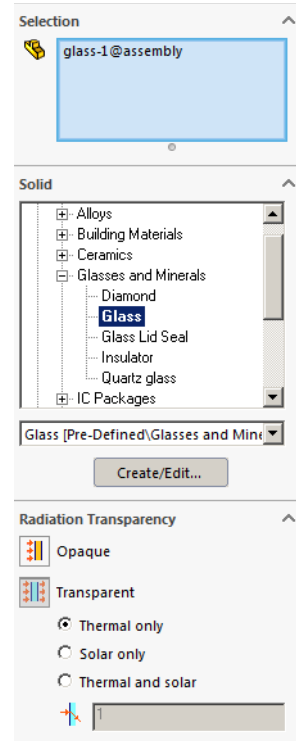 Selection
glass-1@assembly
Solid
Alloys
Building Materials
Ceramics
Glasses and Minerals
Diamond
Glass
Glass Lid Seal
Insulator
Quartz glass
IC Packages
Glass [Pre-Defined\Glasses and Mine
Create/Edit...
Radiation Transparency
Opaque
Transparent
Thermal only
Solar only
Thermal and solar
1